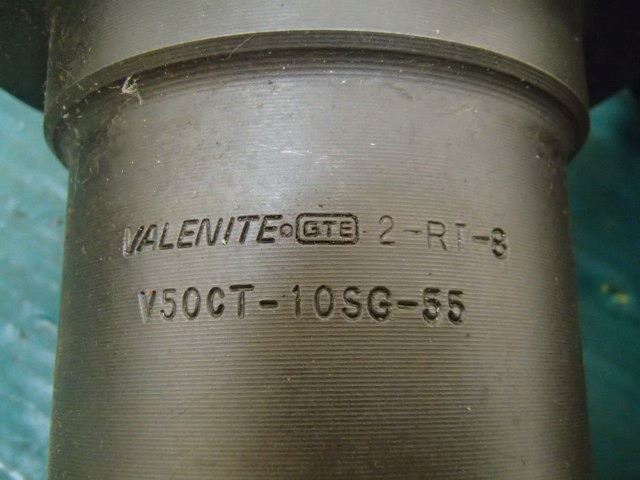 VALENITE GTE 2-RT-8
V50CT-10SG-55